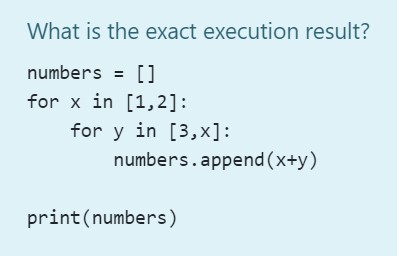 What is the exact execution result?
numbers = []
for x in [1,2]:
    for y in [3,x]:
        numbers.append(x+y)
print(numbers)